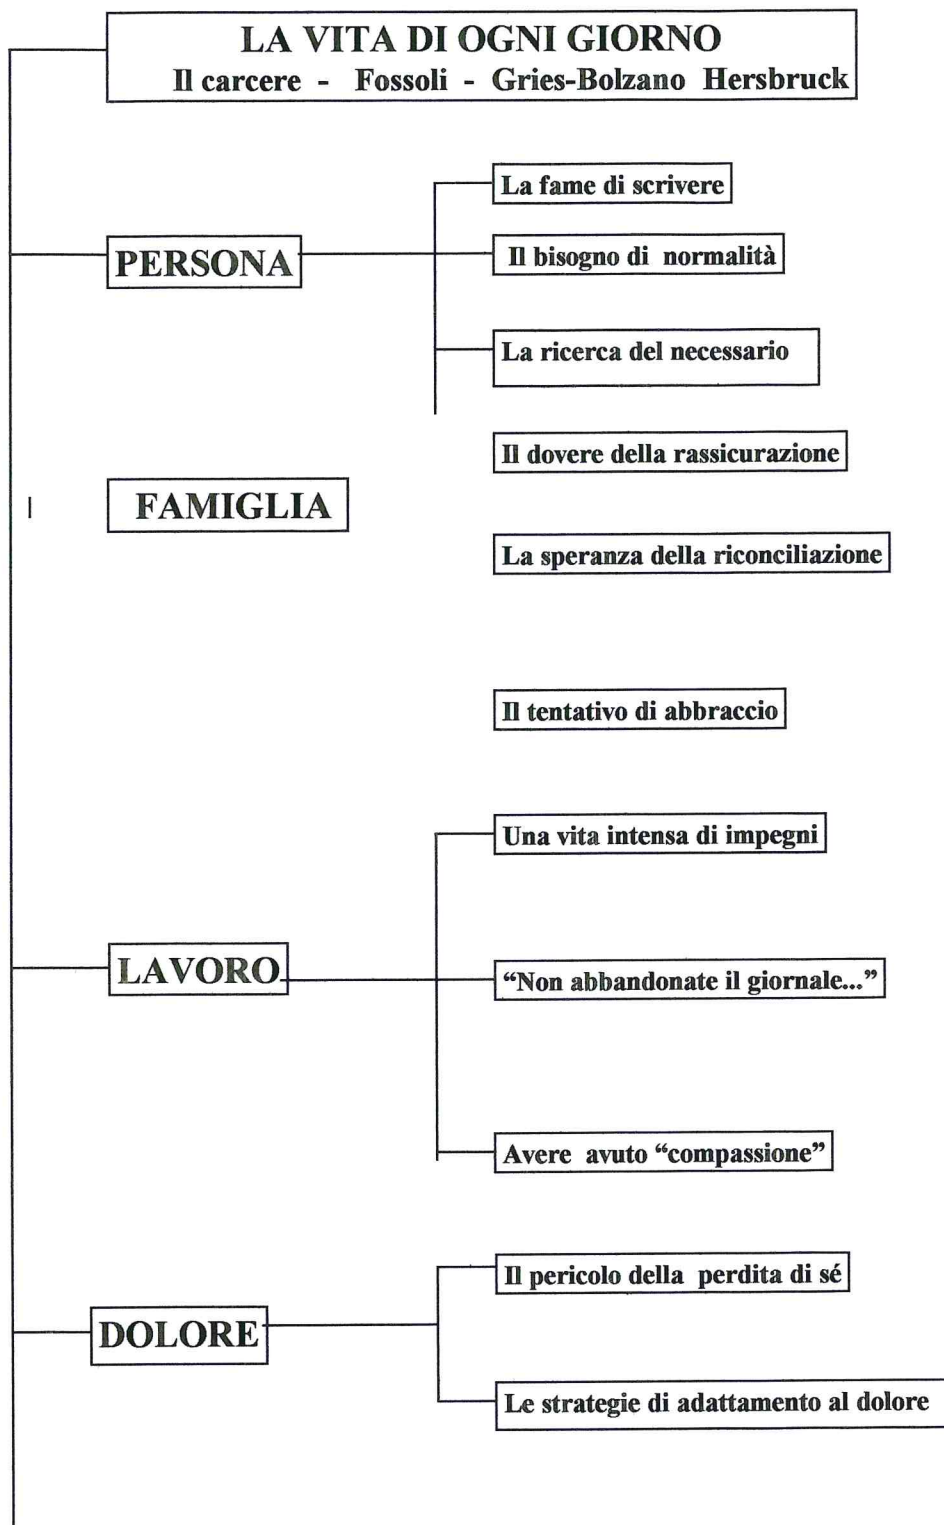 LA VITA DI OGNI GIORNO
Il carcere - Fossoli - Gries-Bolzano Hersbruck
La fame di scrivere
PERSONA
Il bisogno di normalità
La ricerca del necessario
Il dovere della rassicurazione
FAMIGLIA
La speranza della riconciliazione
Il tentativo di abbraccio
Una vita intensa di impegni
LAVORO
“Non abbandonate il giornale...”
Avere avuto “compassione”
Il pericolo della perdita di sé
DOLORE
Le strategie di adattamento al dolore